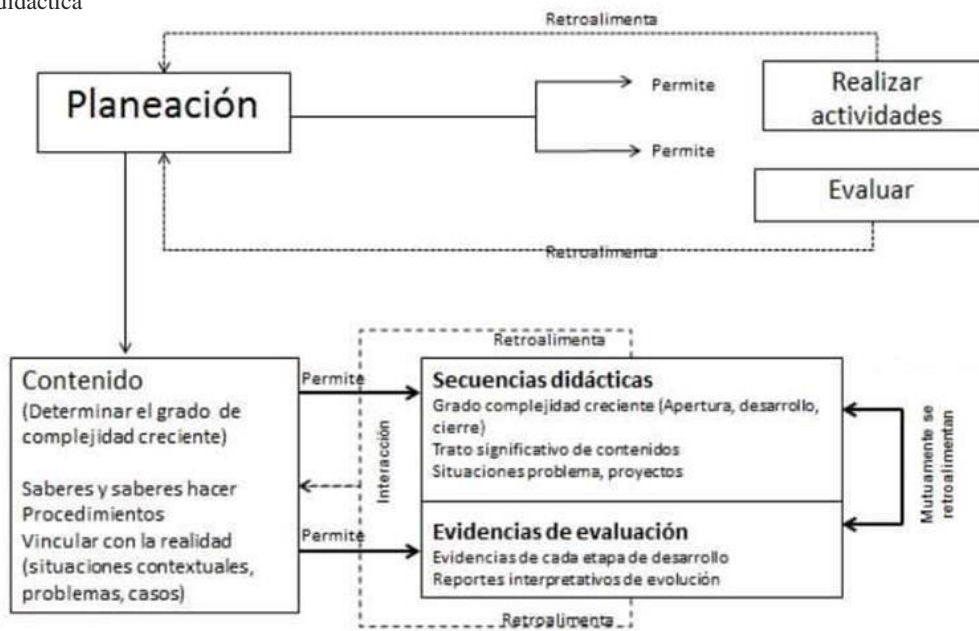 didáctica
Retroalimenta
Planeación
Permite
Permite
Realizar
actividades
Evaluar
Retroalimenta
Contenido
(Determinar el grado de
complejidad creciente)
Saberes y saberes hacer
Procedimientos
Vincular con la realidad
(situaciones contextuales,
problemas, casos)
Permite
Permite
Interacción
Retroalimenta
Secuencias didácticas
Grado complejidad creciente (Apertura, desarrollo,
cierre)
Trato significativo de contenidos
Situaciones problema, proyectos
Evidencias de evaluación
Evidencias de cada etapa de desarrollo
Reportes interpretativos de evolución
Retroalimenta
Mutuamente se
retroalimentan